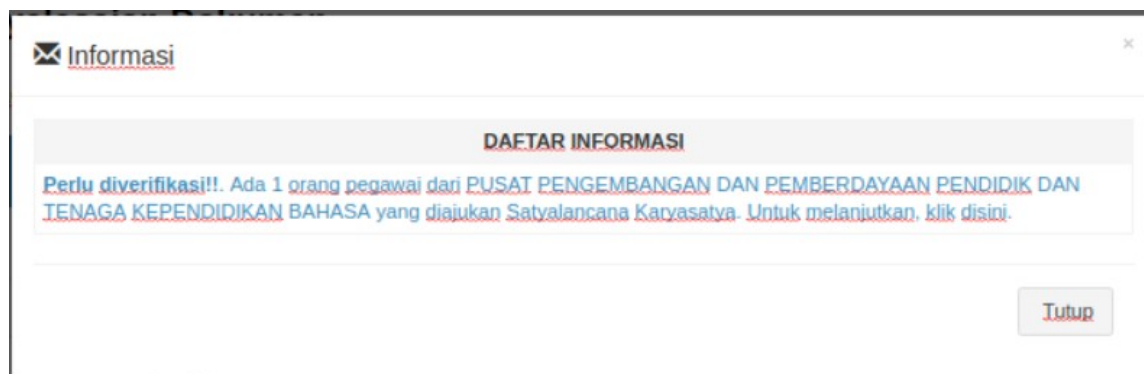 Informasi
×
DAFTAR INFORMASI
Perlu diverifikasi!!. Ada 1 orang pegawai dari PUSAT PENGEMBANGAN DAN PEMBERDAYAAN PENDIDIK DAN
TENAGA KEPENDIDIKAN BAHASA yang diajukan Satyalancana Karyasatya. Untuk melanjutkan, klik disini.
Tutup